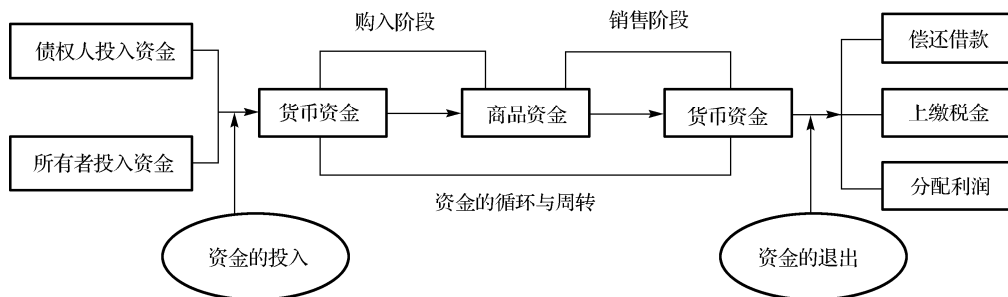 购入阶段
销售阶段
债权人投入资金
偿还借款
货币资金
商品资金
货币资金
上缴税金
所有者投入资金
分配利润
资金的循环与周转
资金的投入
资金的退出